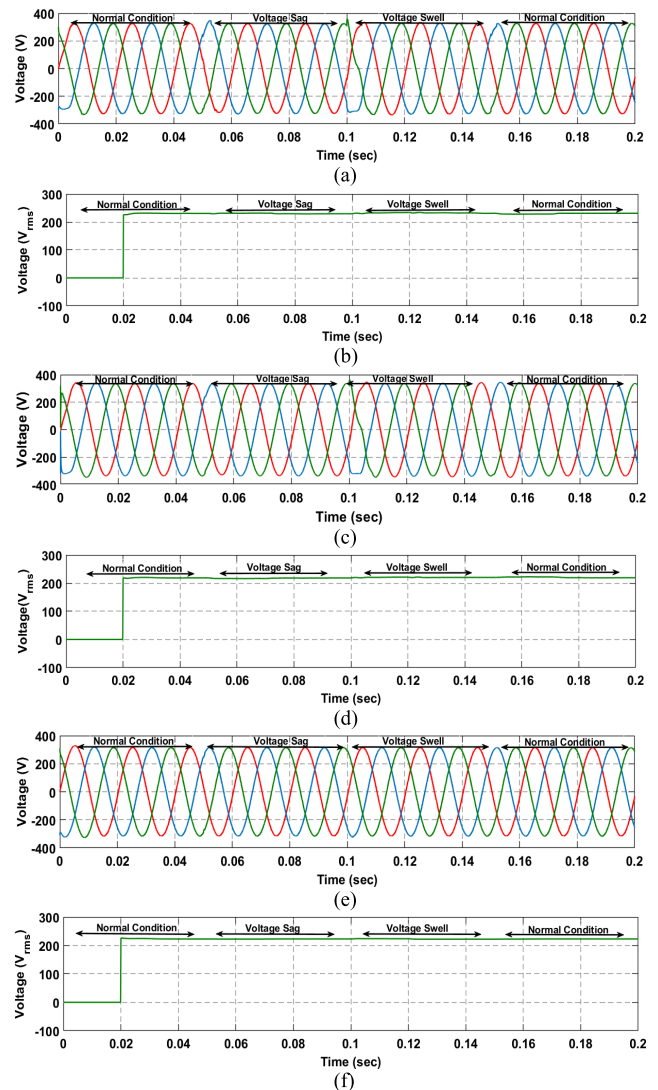 400
200
0
-200
-400
Voltage (V)
Normal Condition
Voltage Sag
Voltage Swell
Normal Condition
0 0.02 0.04 0.06 0.08 0.1 0.12 0.14 0.16 0.18 0.2
Time (sec)
(a)
300
200
100
0
-100
Voltage (Vrms)
Normal Condition
Voltage Sag
Voltage Swell
Normal Condition
0 0.02 0.04 0.06 0.08 0.1 0.12 0.14 0.16 0.18 0.2
Time (sec)
(b)
400
200
0
-200
-400
Voltage (V)
Normal Condition
Voltage Sag
Voltage Swell
Normal Condition
0 0.02 0.04 0.06 0.08 0.1 0.12 0.14 0.16 0.18 0.2
Time (sec)
(c)
300
200
100
0
-100
Voltage(Vrms)
Normal Condition
Voltage Sag
Voltage Swell
Normal Condition
0 0.02 0.04 0.06 0.08 0.1 0.12 0.14 0.16 0.18 0.2
Time (sec)
(d)
400
200
0
-200
-400
Voltage (V)
Normal Condition
Voltage Sag
Voltage Swell
Normal Condition
0 0.02 0.04 0.06 0.08 0.1 0.12 0.14 0.16 0.18 0.2
Time (sec)
(e)
300
200
100
0
-100
Voltage (Vrms)
Normal Condition
Voltage Sag
Voltage Swell
Normal Condition
0 0.02 0.04 0.06 0.08 0.1 0.12 0.14 0.16 0.18 0.2
Time (sec)
(f)